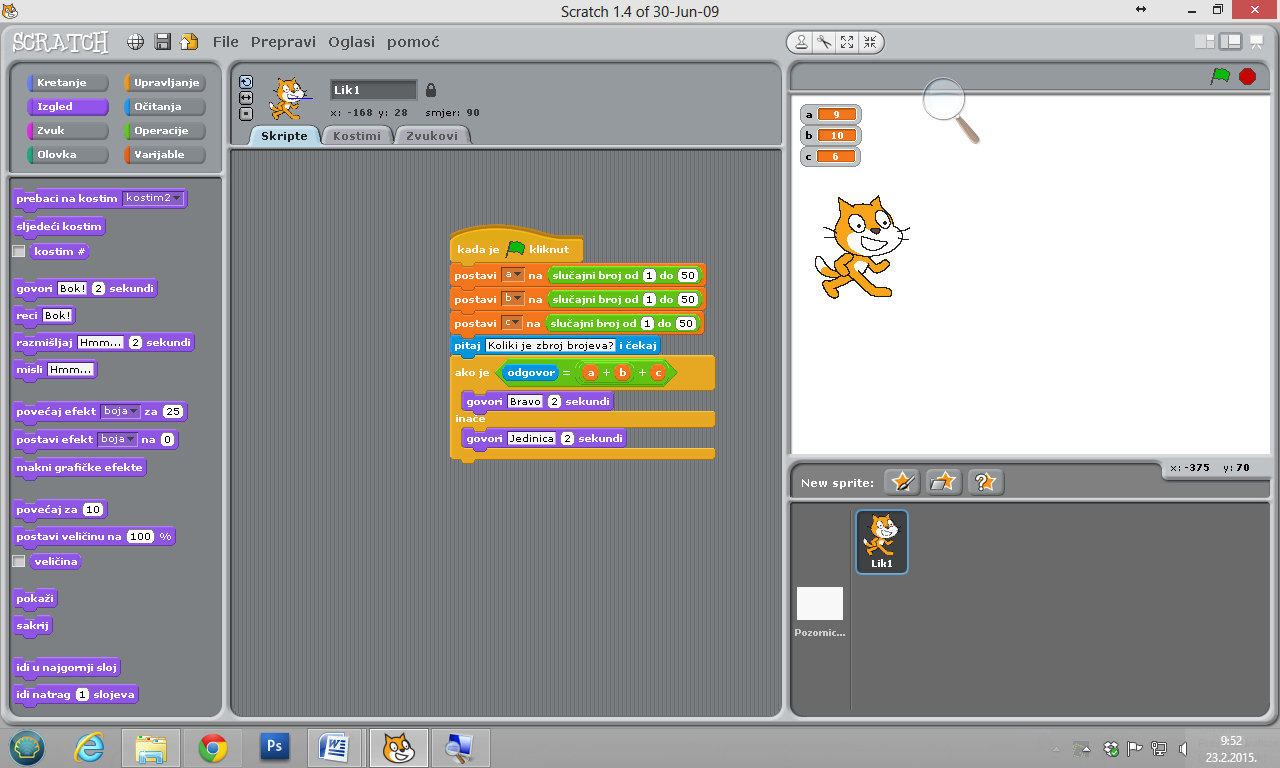 Scratch 1.4 of 30-Jun-09
SCRATCH File Prepravi Oglasi pomoć
Kretanje Upravljanje
Izgled Očitanja
Zvuk Operacije
Olovka Varijable
prebaci na kostim kostim2
sljedeći kostim
kostim #
govori Bok! 2 sekundi
reci Bok!
razmišljaj Hmm... 2 sekundi
misli Hmm...
povećaj efekt boja za 25
postavi efekt boja na 0
makni grafičke efekte
povećaj za 10
postavi veličinu na 100 %
veličina
pokaži
sakrij
idi u najgornji sloj
idi natrag 1 slojeva
Lik1
x: -168 y: 28 smjer: 90
Skripte Kostimi Zvukovi
kada je kliknut
postavi a na slučajni broj od 1 do 50
postavi b na slučajni broj od 1 do 50
postavi c na slučajni broj od 1 do 50
pitaj Koliki je zbroj brojeva? i čekaj
ako je odgovor = a + b + c
govori Bravo 2 sekundi
inače
govori Jedinica 2 sekundi
a 9
b 10
c 6
x: -375 y: 70
New sprite:
Lik1
Pozornic...
Ps
W
9:52
23.2.2015.